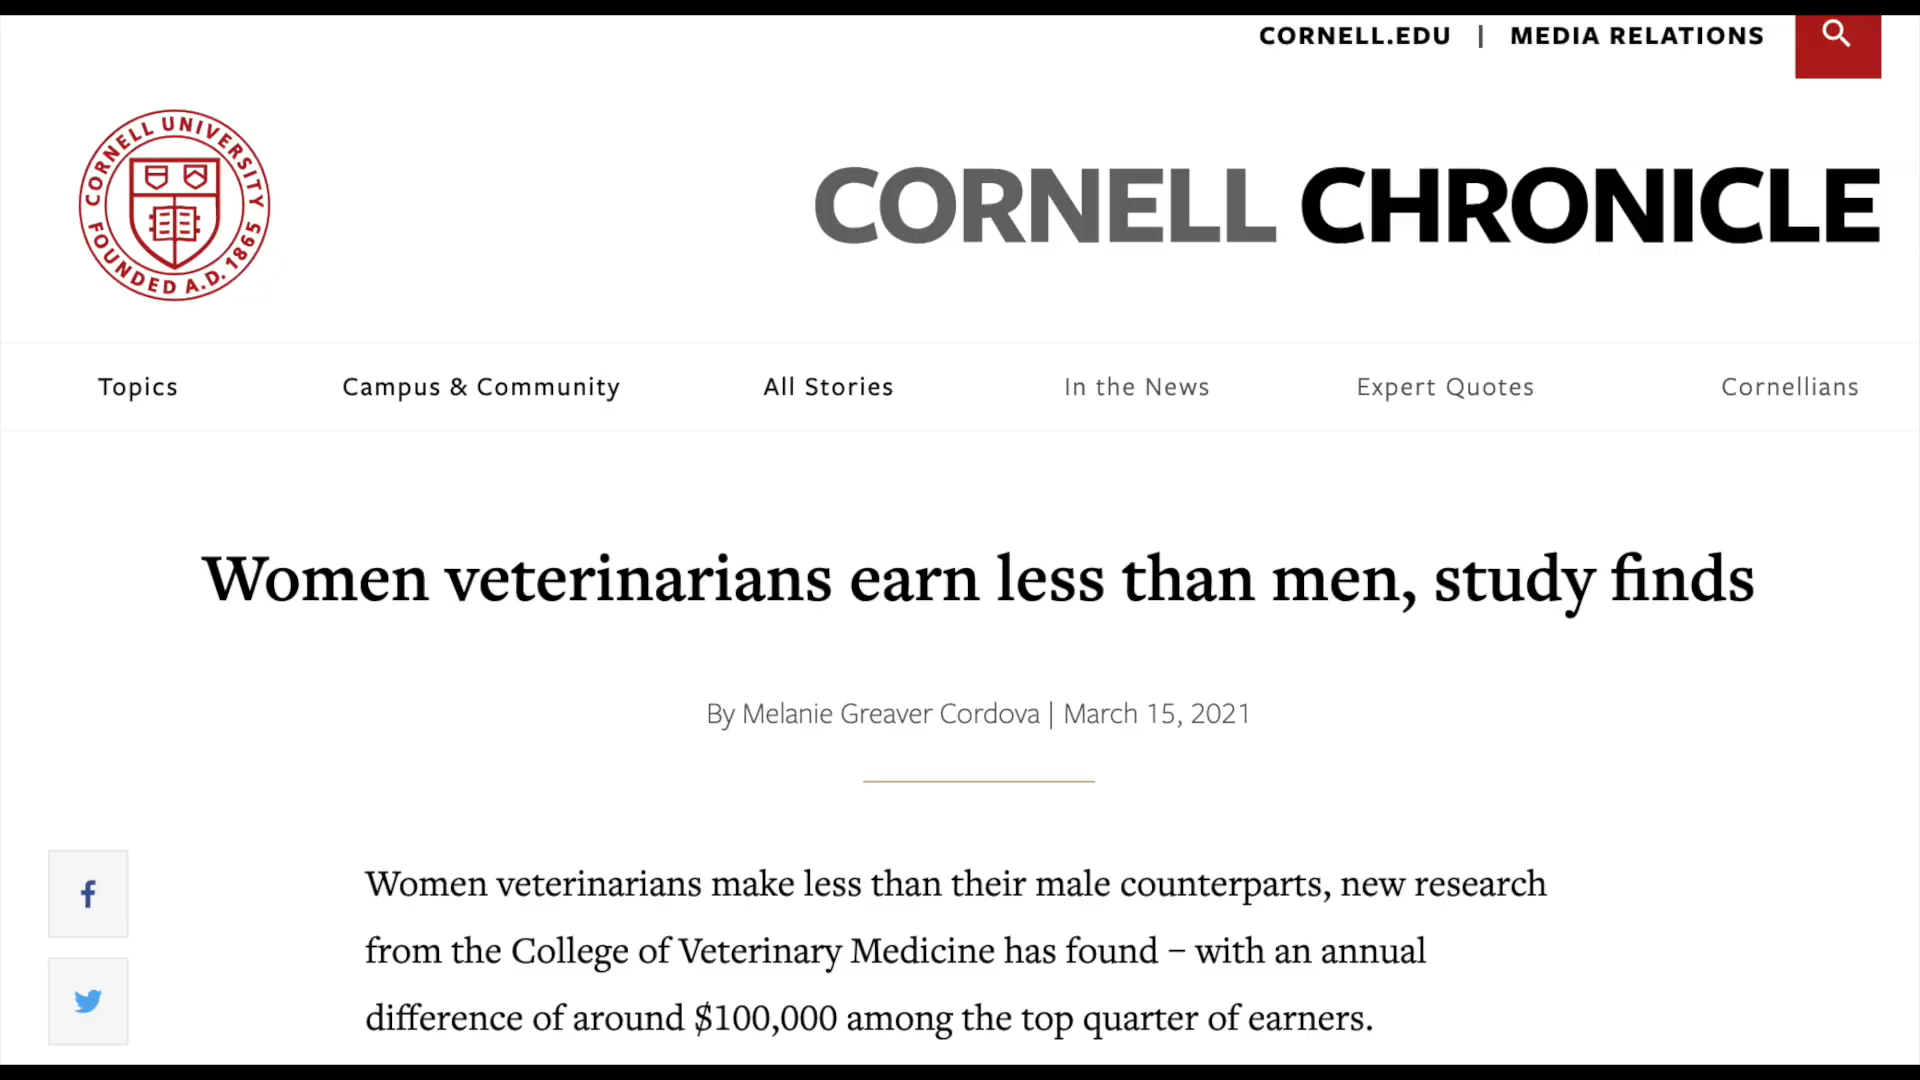 CORNELL.EDU | MEDIA RELATIONS
CORNELL UNIVERSITY
FOUNDED A.D. 1865
CORNELL CHRONICLE
Topics Campus & Community All Stories In the News Expert Quotes Cornellians
Women veterinarians earn less than men, study finds
By Melanie Greaver Cordova | March 15, 2021
Women veterinarians make less than their male counterparts, new research
from the College of Veterinary Medicine has found – with an annual
difference of around $100,000 among the top quarter of earners.